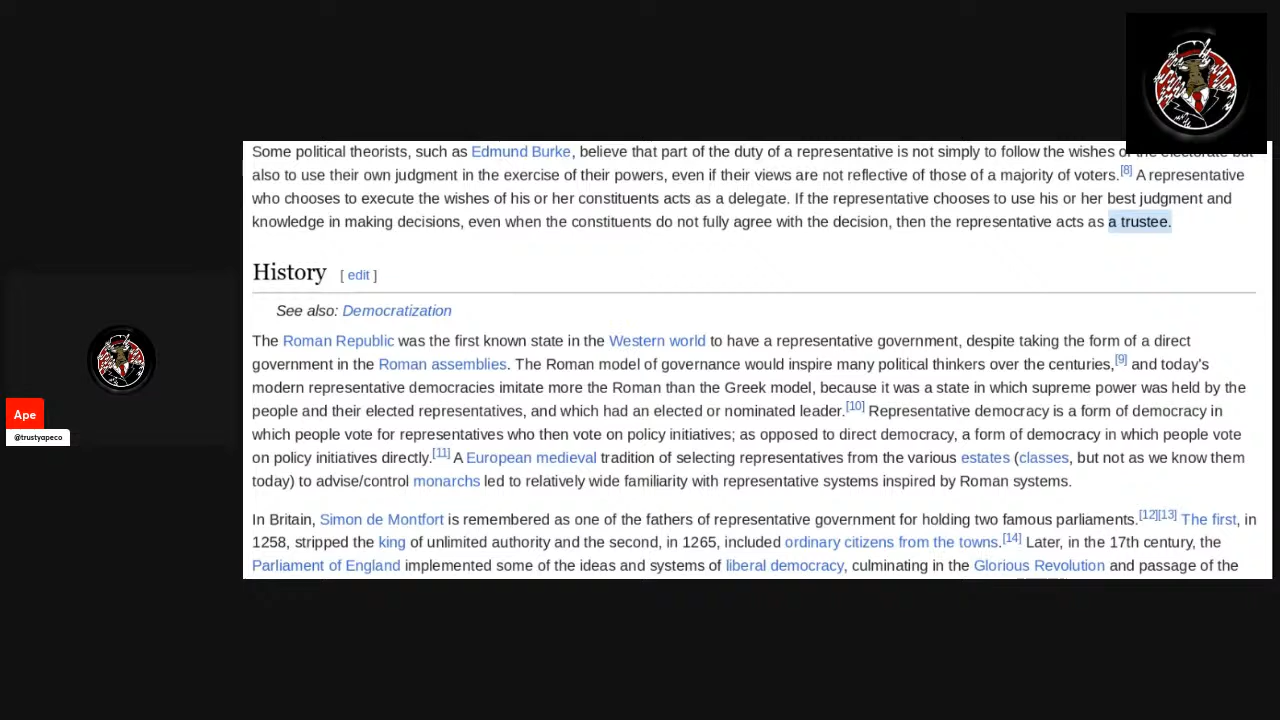 Some political theorists, such as Edmund Burke, believe that part of the duty of a representative is not simply to follow the wishes of the electorate but
also to use their own judgment in the exercise of their powers, even if their views are not reflective of those of a majority of voters.[8] A representative
who chooses to execute the wishes of his or her constituents acts as a delegate. If the representative chooses to use his or her best judgment and
knowledge in making decisions, even when the constituents do not fully agree with the decision, then the representative acts as a trustee.
History [ edit ]
See also: Democratization
The Roman Republic was the first known state in the Western world to have a representative government, despite taking the form of a direct
government in the Roman assemblies. The Roman model of governance would inspire many political thinkers over the centuries,[9] and today's
modern representative democracies imitate more the Roman than the Greek model, because it was a state in which supreme power was held by the
people and their elected representatives, and which had an elected or nominated leader.[10] Representative democracy is a form of democracy in
which people vote for representatives who then vote on policy initiatives; as opposed to direct democracy, a form of democracy in which people vote
on policy initiatives directly.[11] A European medieval tradition of selecting representatives from the various estates (classes, but not as we know them
today) to advise/control monarchs led to relatively wide familiarity with representative systems inspired by Roman systems.
In Britain, Simon de Montfort is remembered as one of the fathers of representative government for holding two famous parliaments.[12][13] The first, in
1258, stripped the king of unlimited authority and the second, in 1265, included ordinary citizens from the towns.[14] Later, in the 17th century, the
Parliament of England implemented some of the ideas and systems of liberal democracy, culminating in the Glorious Revolution and passage of the
Ape
@trustyapeco